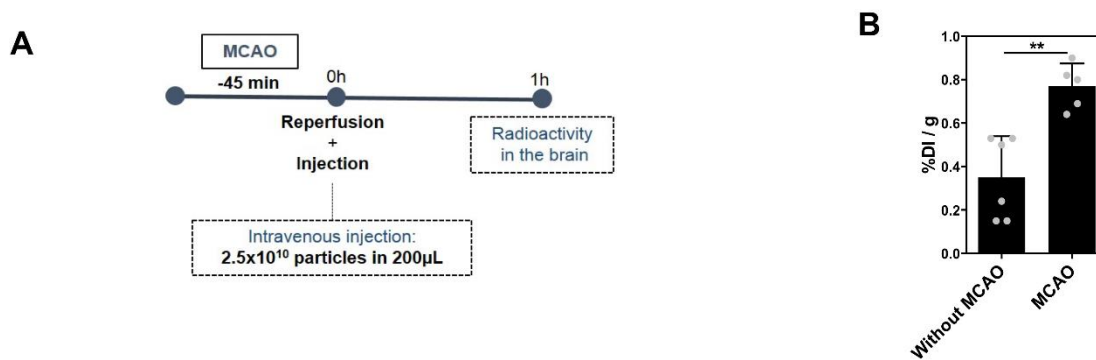 A
MCAO
-45 min
0h
1h
Reperfusion
+
Injection
Radioactivity
in the brain
Intravenous injection:
2.5x10¹⁰ particles in 200µL
B
**
1.0
0.8
0.6
0.4
0.2
0.0
%DI / g
Without MCAO
MCAO